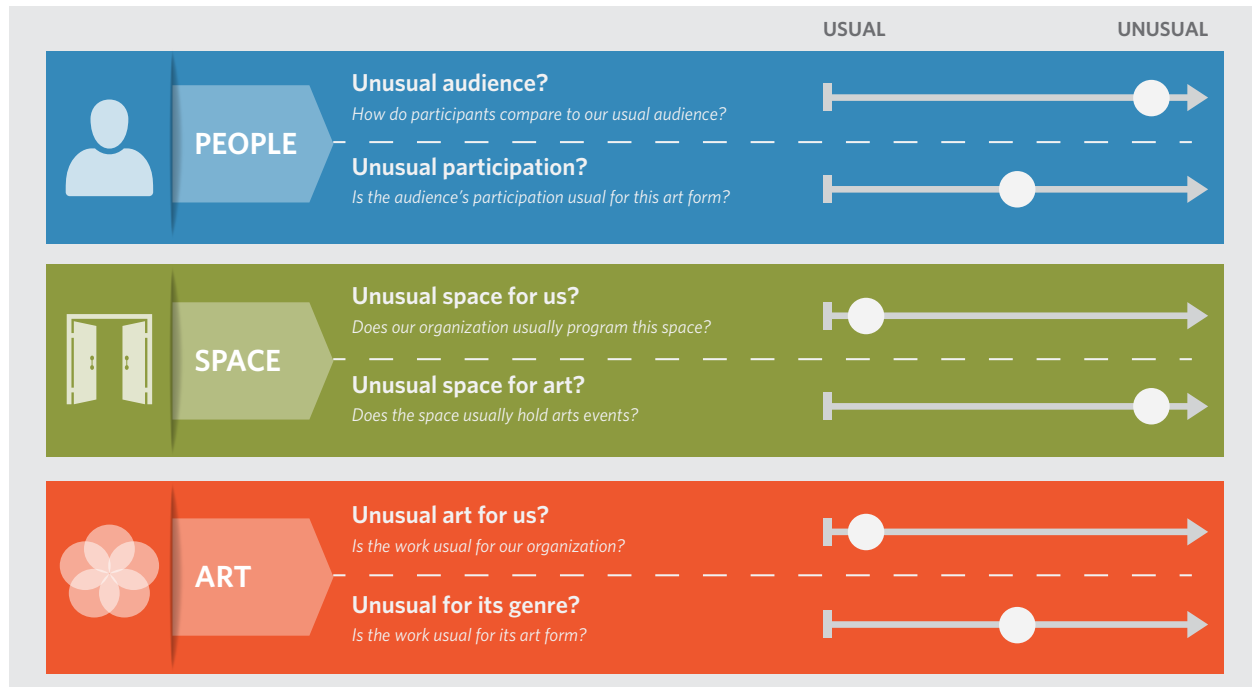 USUAL
UNUSUAL
PEOPLE
Unusual audience?
How do participants compare to our usual audience?
Unusual participation?
Is the audience’s participation usual for this art form?
SPACE
Unusual space for us?
Does our organization usually program this space?
Unusual space for art?
Does the space usually hold arts events?
ART
Unusual art for us?
Is the work usual for our organization?
Unusual for its genre?
Is the work usual for its art form?